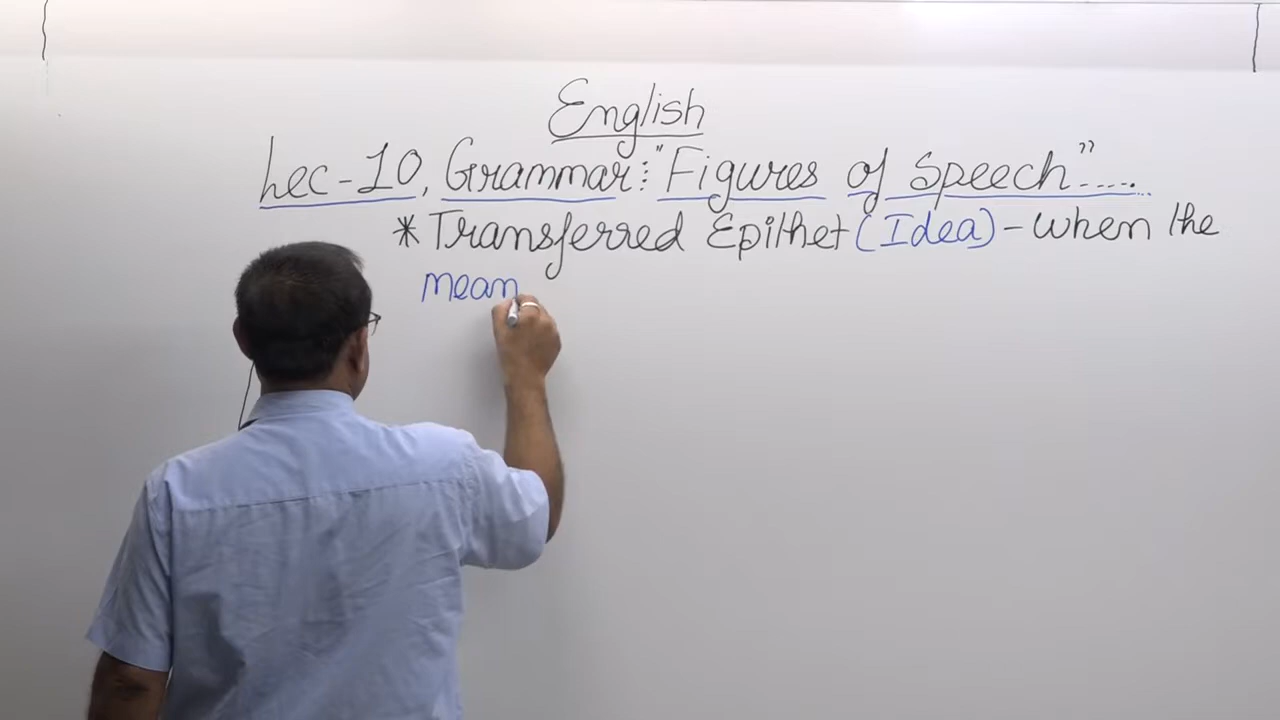 English
Lec-10, Grammar: "Figures of Speech".....
* Transferred Epithet (Idea) - When the
mean